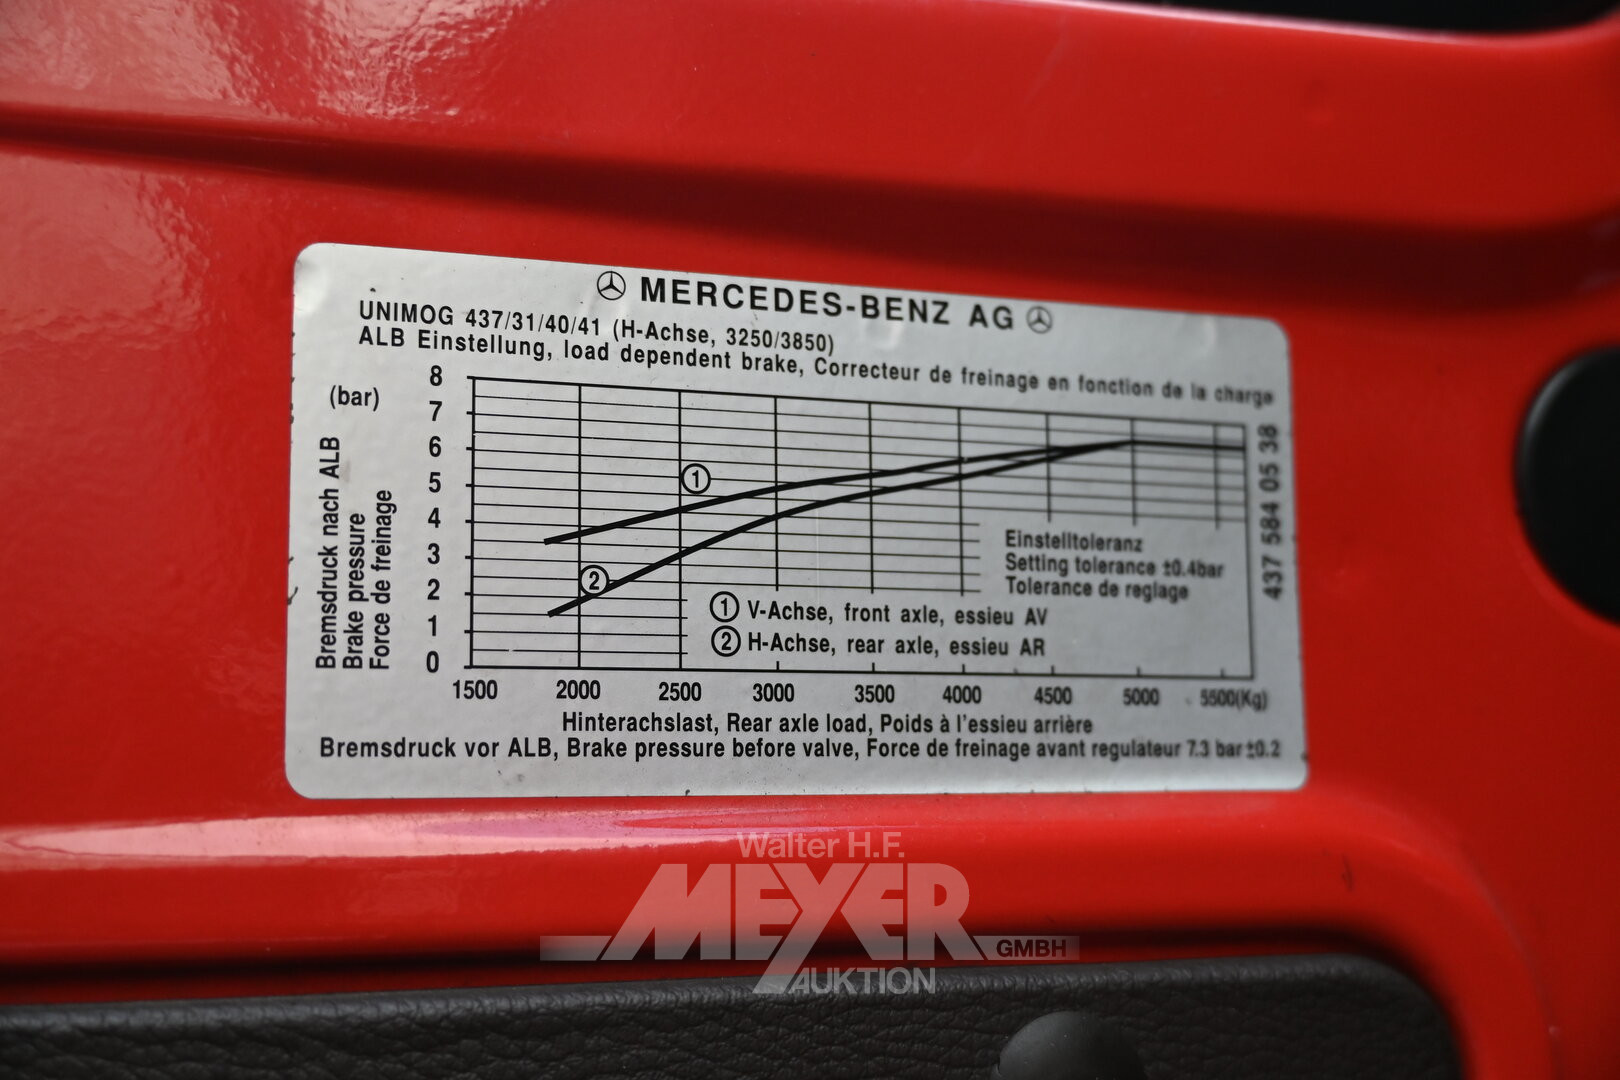 MERCEDES-BENZ AG
UNIMOG 437/31/40/41 (H-Achse, 3250/3850)
ALB Einstellung, load dependent brake, Correcteur de freinage en fonction de la charge
(bar)
8
7
6
5
4
3
2
1
0
Bremsdruck nach ALB
Brake pressure
Force de freinage
1
2
Einstelltoleranz
Setting tolerance ±0.4bar
Tolerance de reglage
1 V-Achse, front axle, essieu AV
2 H-Achse, rear axle, essieu AR
437 584 05 38
1500 2000 2500 3000 3500 4000 4500 5000 5500(Kg)
Hinterachslast, Rear axle load, Poids à l'essieu arrière
Bremsdruck vor ALB, Brake pressure before valve, Force de freinage avant regulateur 7.3 bar ±0.2
Walter H.F.
MEYER
GMBH
AUKTION